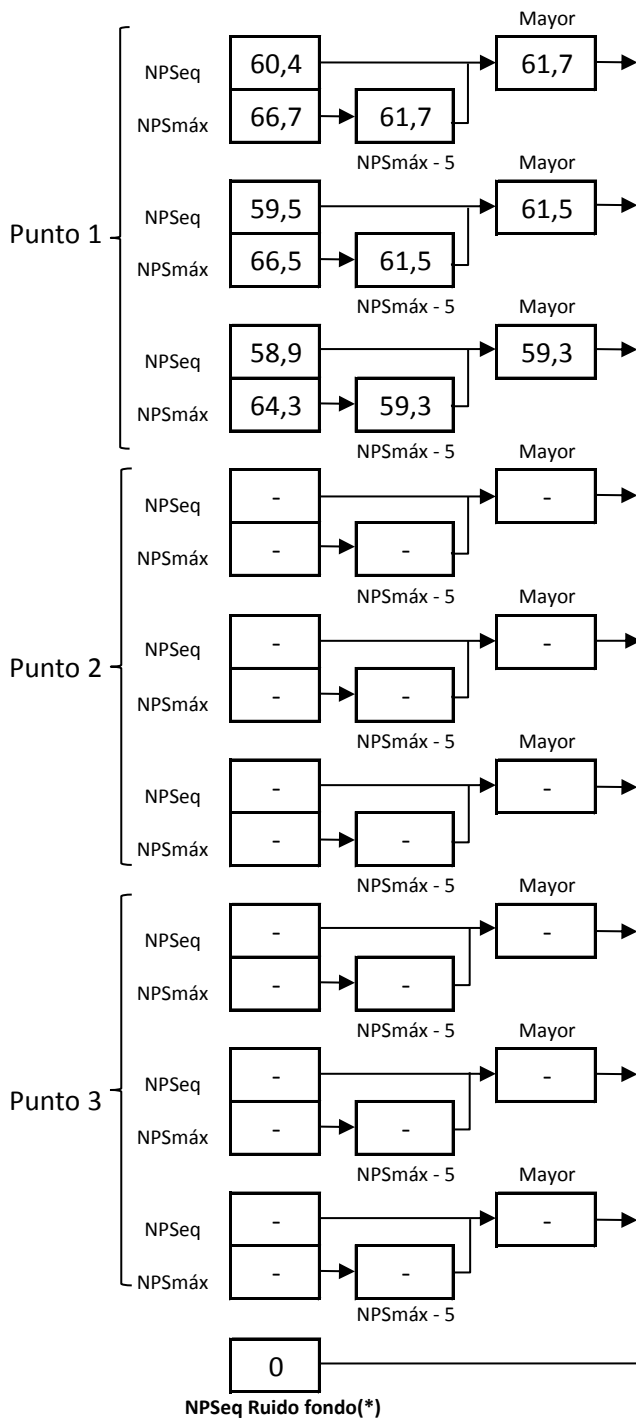 Mayor
NPSeq 60,4 61,7
NPSmáx 66,7 61,7
NPSmáx - 5
Mayor
NPSeq 59,5 61,5
Punto 1
NPSmáx 66,5 61,5
NPSmáx - 5
Mayor
NPSeq 58,9 59,3
NPSmáx 64,3 59,3
NPSmáx - 5
Mayor
NPSeq - -
NPSmáx - -
NPSmáx - 5
Mayor
NPSeq - -
Punto 2
NPSmáx - -
NPSmáx - 5
Mayor
NPSeq - -
NPSmáx - -
NPSmáx - 5
Mayor
NPSeq - -
NPSmáx - -
NPSmáx - 5
Mayor
NPSeq - -
Punto 3
NPSmáx - -
NPSmáx - 5
Mayor
NPSeq - -
NPSmáx - -
NPSmáx - 5
0
NPSeq Ruido fondo(*)